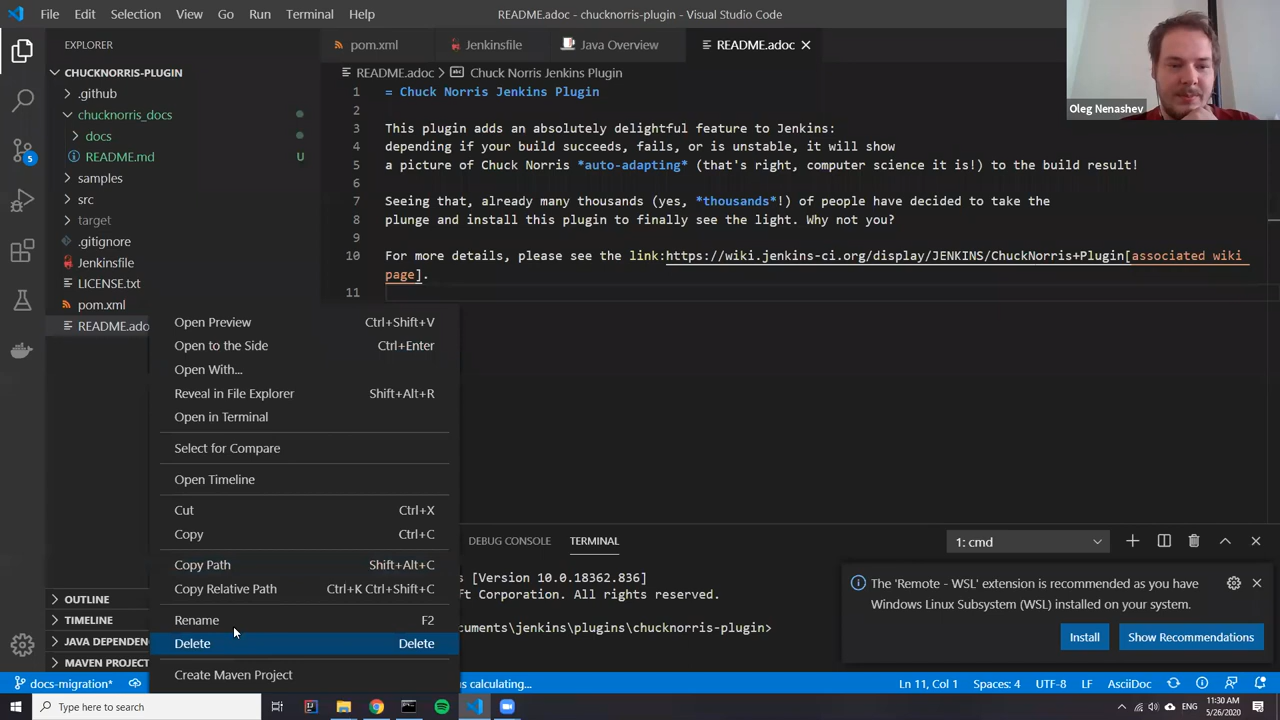 File Edit Selection View Go Run Terminal Help README.adoc - chucknorris-plugin - Visual Studio Code
EXPLORER
pom.xml Jenkinsfile Java Overview README.adoc
CHUCKNORRIS-PLUGIN
.github
chucknorris_docs
docs
README.md U
samples
src
target
.gitignore
Jenkinsfile
LICENSE.txt
pom.xml
README.ado
5
README.adoc > Chuck Norris Jenkins Plugin
1 = Chuck Norris Jenkins Plugin
2
3 This plugin adds an absolutely delightful feature to Jenkins:
4 depending if your build succeeds, fails, or is unstable, it will show
5 a picture of Chuck Norris *auto-adapting* (that's right, computer science it is!) to the build result!
6
7 Seeing that, already many thousands (yes, *thousands*!) of people have decided to take the
8 plunge and install this plugin to finally see the light. Why not you?
9
10 For more details, please see the link:https://wiki.jenkins-ci.org/display/JENKINS/ChuckNorris+Plugin[associated wiki
page].
11
Oleg Nenashev
Open Preview Ctrl+Shift+V
Open to the Side Ctrl+Enter
Open With...
Reveal in File Explorer Shift+Alt+R
Open in Terminal
Select for Compare
Open Timeline
Cut Ctrl+X
Copy Ctrl+C
Copy Path Shift+Alt+C
Copy Relative Path Ctrl+K Ctrl+Shift+C
Rename F2
Delete Delete
Create Maven Project
DEBUG CONSOLE TERMINAL 1: cmd
[Version 10.0.18362.836]
ft Corporation. All rights reserved.
cuments\jenkins\plugins\chucknorris-plugin>
The 'Remote - WSL' extension is recommended as you have
Windows Linux Subsystem (WSL) installed on your system.
Install Show Recommendations
OUTLINE
TIMELINE
JAVA DEPENDEN
MAVEN PROJECT
docs-migration* s calculating... Ln 11, Col 1 Spaces: 4 UTF-8 LF AsciiDoc
Type here to search
11:30 AM
5/26/2020